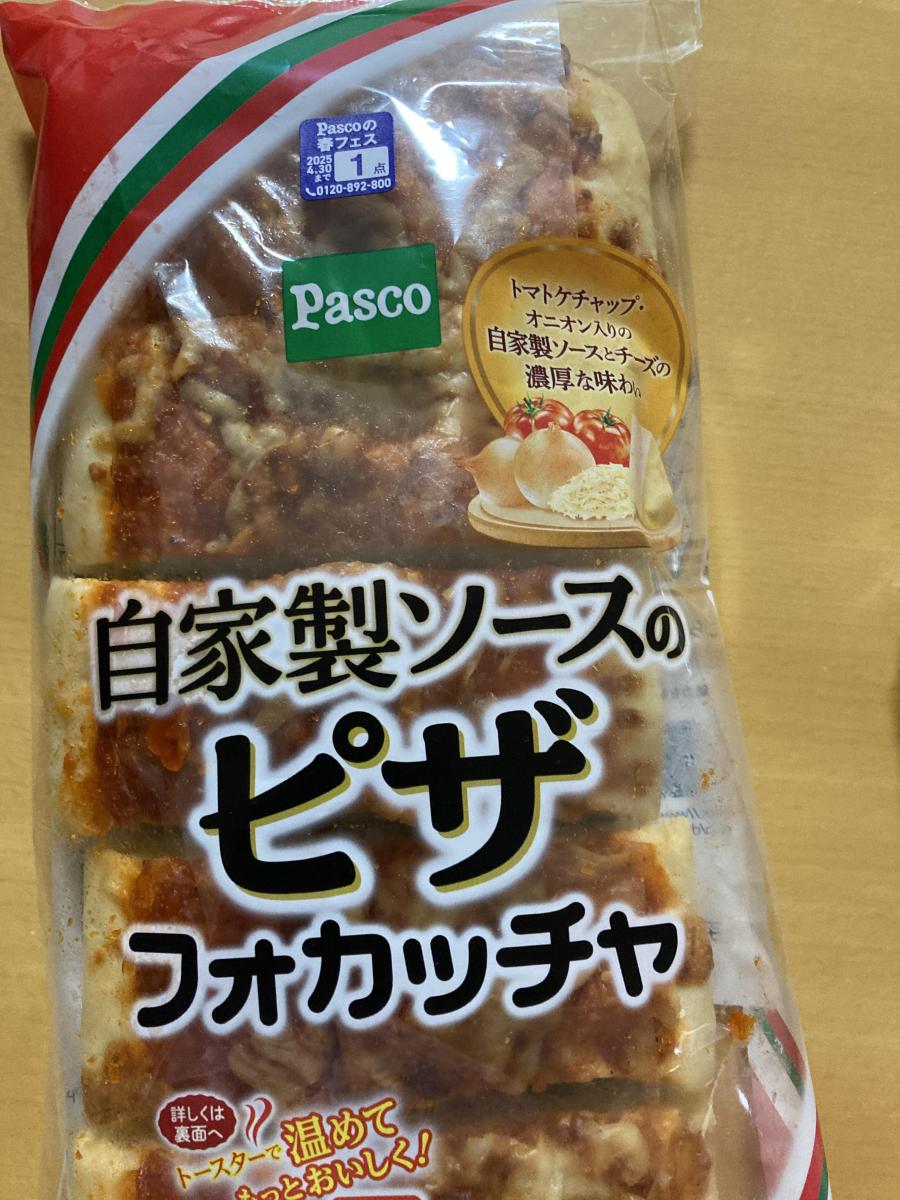 Pascoの
春フェス
2025
4.30
まで
1点
0120-892-800
Pasco
トマトケチャップ・
オニオン入りの
自家製ソースとチーズの
濃厚な味わい
自家製ソースの
ピザ
フォカッチャ
詳しくは
裏面へ
トースターで温めて
もっとおいしく!